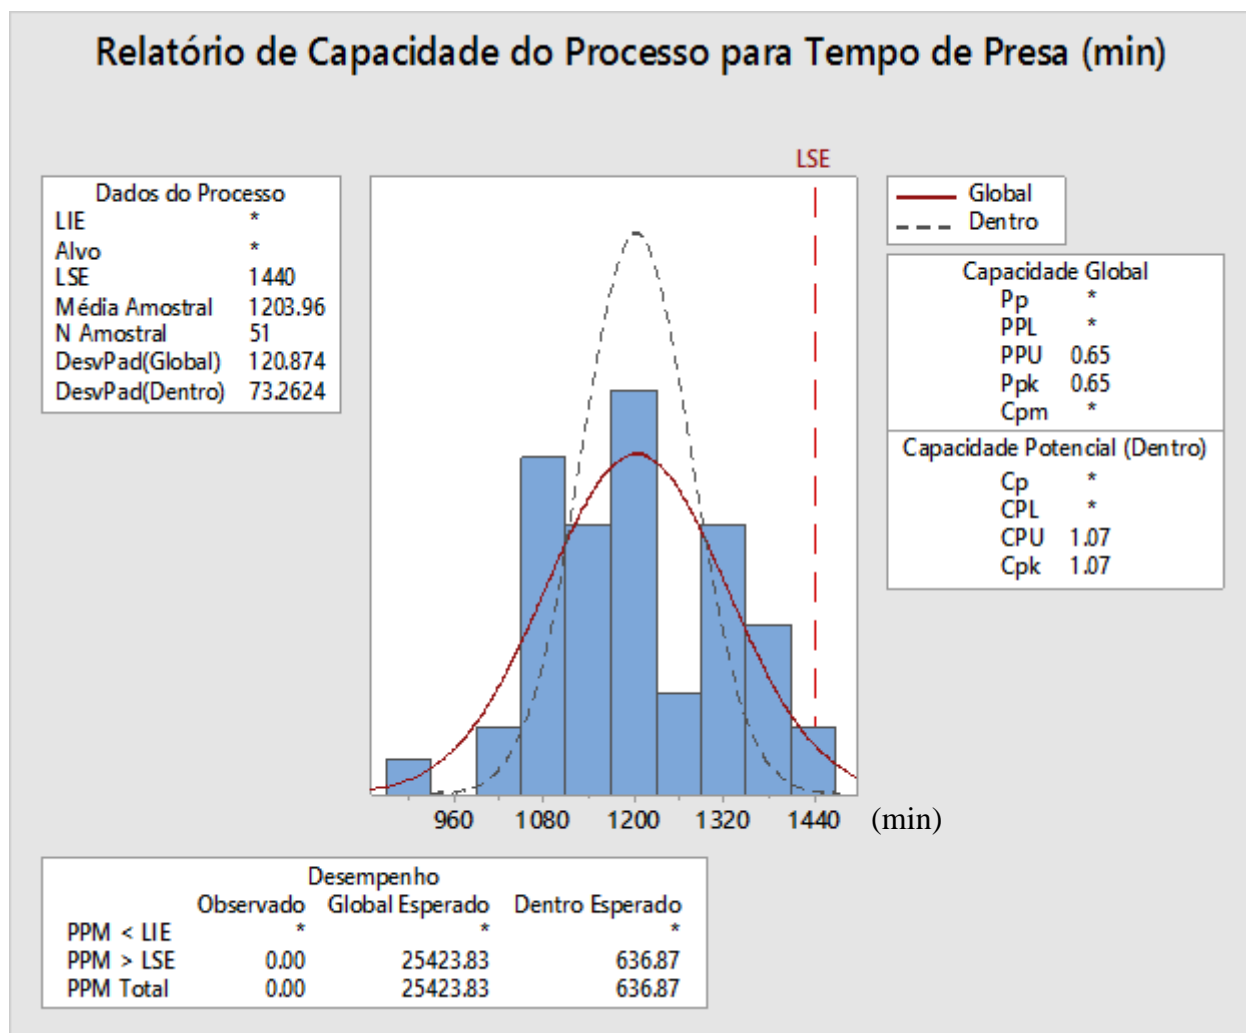 Relatório de Capacidade do Processo para Tempo de Presa (min)
LSE
Dados do Processo
LIE *
Alvo *
LSE 1440
Média Amostral 1203.96
N Amostral 51
DesvPad(Global) 120.874
DesvPad(Dentro) 73.2624
Global
Dentro
Capacidade Global
Pp *
PPL *
PPU 0.65
Ppk 0.65
Cpm *
Capacidade Potencial (Dentro)
Cp *
CPL *
CPU 1.07
Cpk 1.07
960 1080 1200 1320 1440 (min)
Desempenho
Observado Global Esperado Dentro Esperado
PPM < LIE * * *
PPM > LSE 0.00 25423.83 636.87
PPM Total 0.00 25423.83 636.87